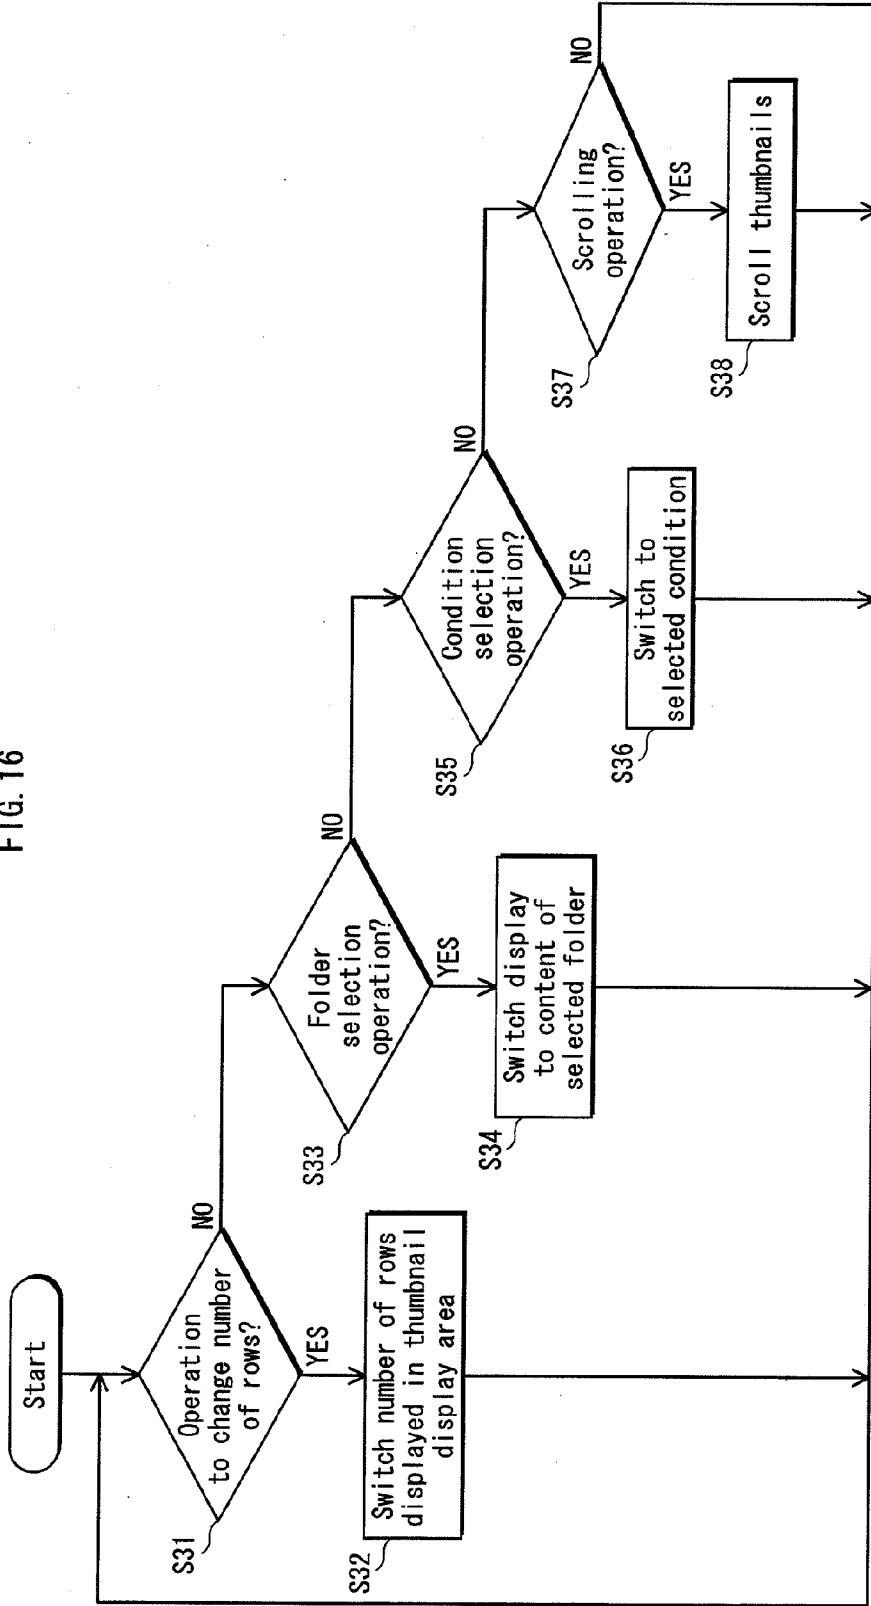 FIG. 16
Start
S31
Operation
to change number
of rows?
NO
YES
S32
Switch number of rows
displayed in thumbnail
display area
S33
Folder
selection
operation?
NO
YES
S34
Switch display
to content of
selected folder
S35
Condition
selection
operation?
NO
YES
S36
Switch to
selected condition
S37
Scrolling
operation?
NO
YES
S38
Scroll thumbnails